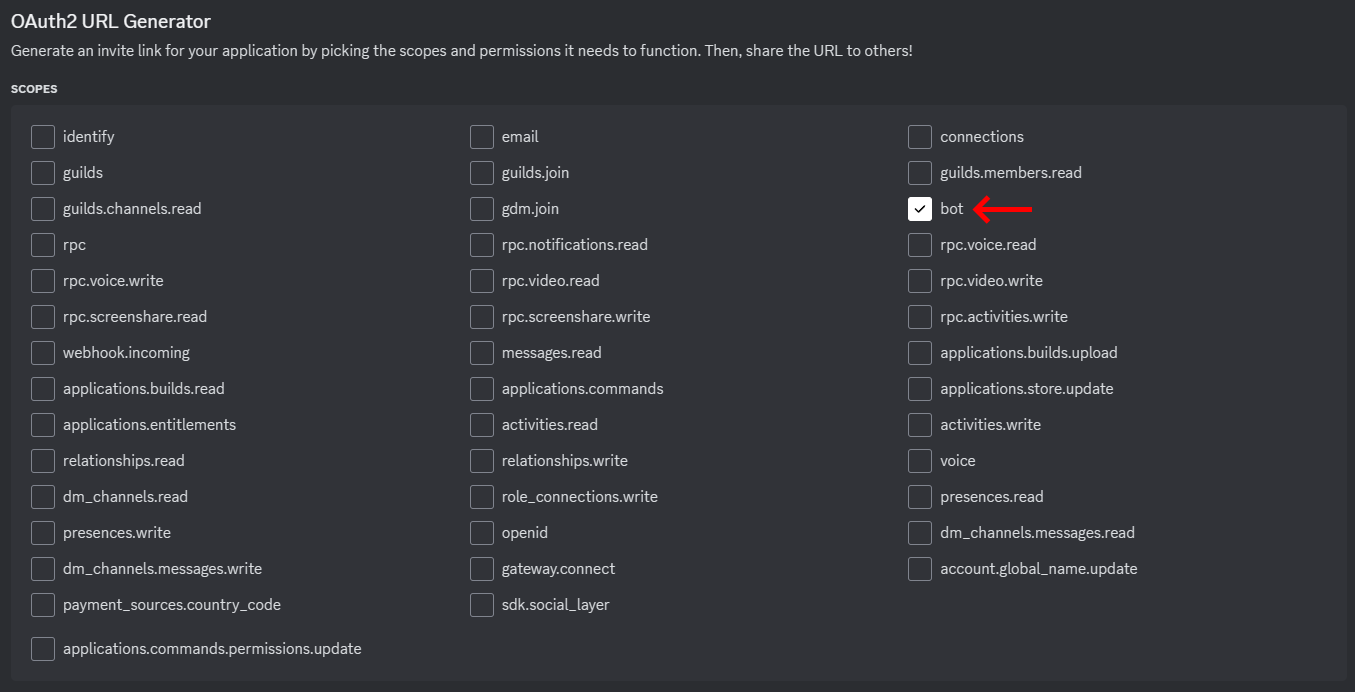 OAuth2 URL Generator
Generate an invite link for your application by picking the scopes and permissions it needs to function. Then, share the URL to others!
SCOPES
identify email connections
guilds guilds.join guilds.members.read
guilds.channels.read gdm.join bot
rpc rpc.notifications.read rpc.voice.read
rpc.voice.write rpc.video.read rpc.video.write
rpc.screenshare.read rpc.screenshare.write rpc.activities.write
webhook.incoming messages.read applications.builds.upload
applications.builds.read applications.commands applications.store.update
applications.entitlements activities.read activities.write
relationships.read relationships.write voice
dm_channels.read role_connections.write presences.read
presences.write openid dm_channels.messages.read
dm_channels.messages.write gateway.connect account.global_name.update
payment_sources.country_code sdk.social_layer
applications.commands.permissions.update